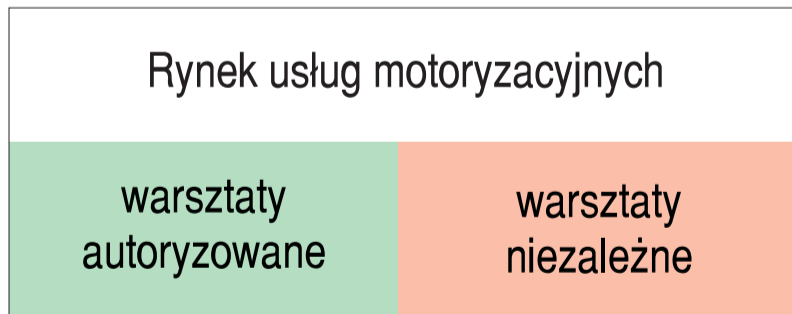 Rynek usług motoryzacyjnych
warsztaty
autoryzowane
warsztaty
niezależne